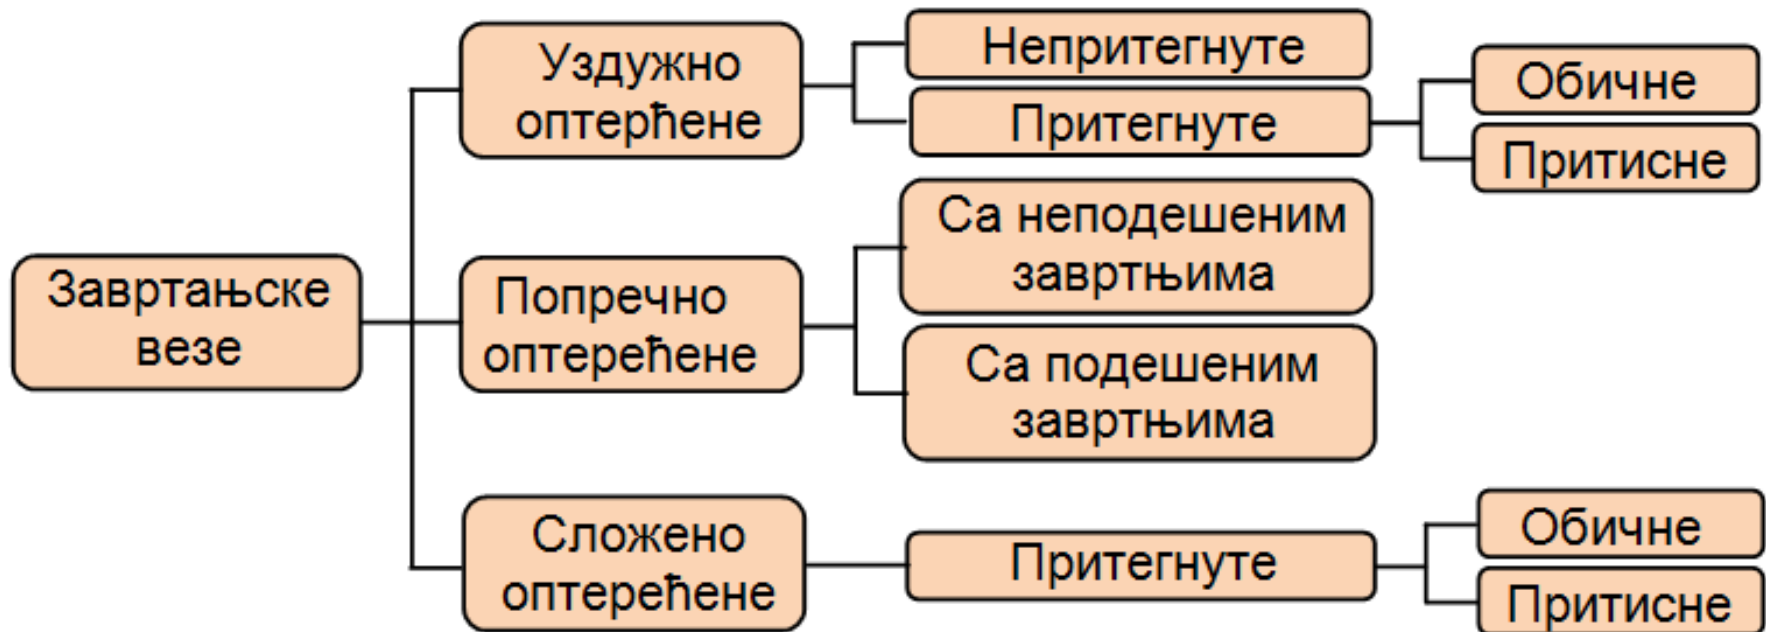 Завртањске
везе
Уздужно
оптерћене
Непритегнуте
Притегнуте
Обичне
Притисне
Попречно
оптерећене
Са неподешеним
завртњима
Са подешеним
завртњима
Сложено
оптерећене
Притегнуте
Обичне
Притисне